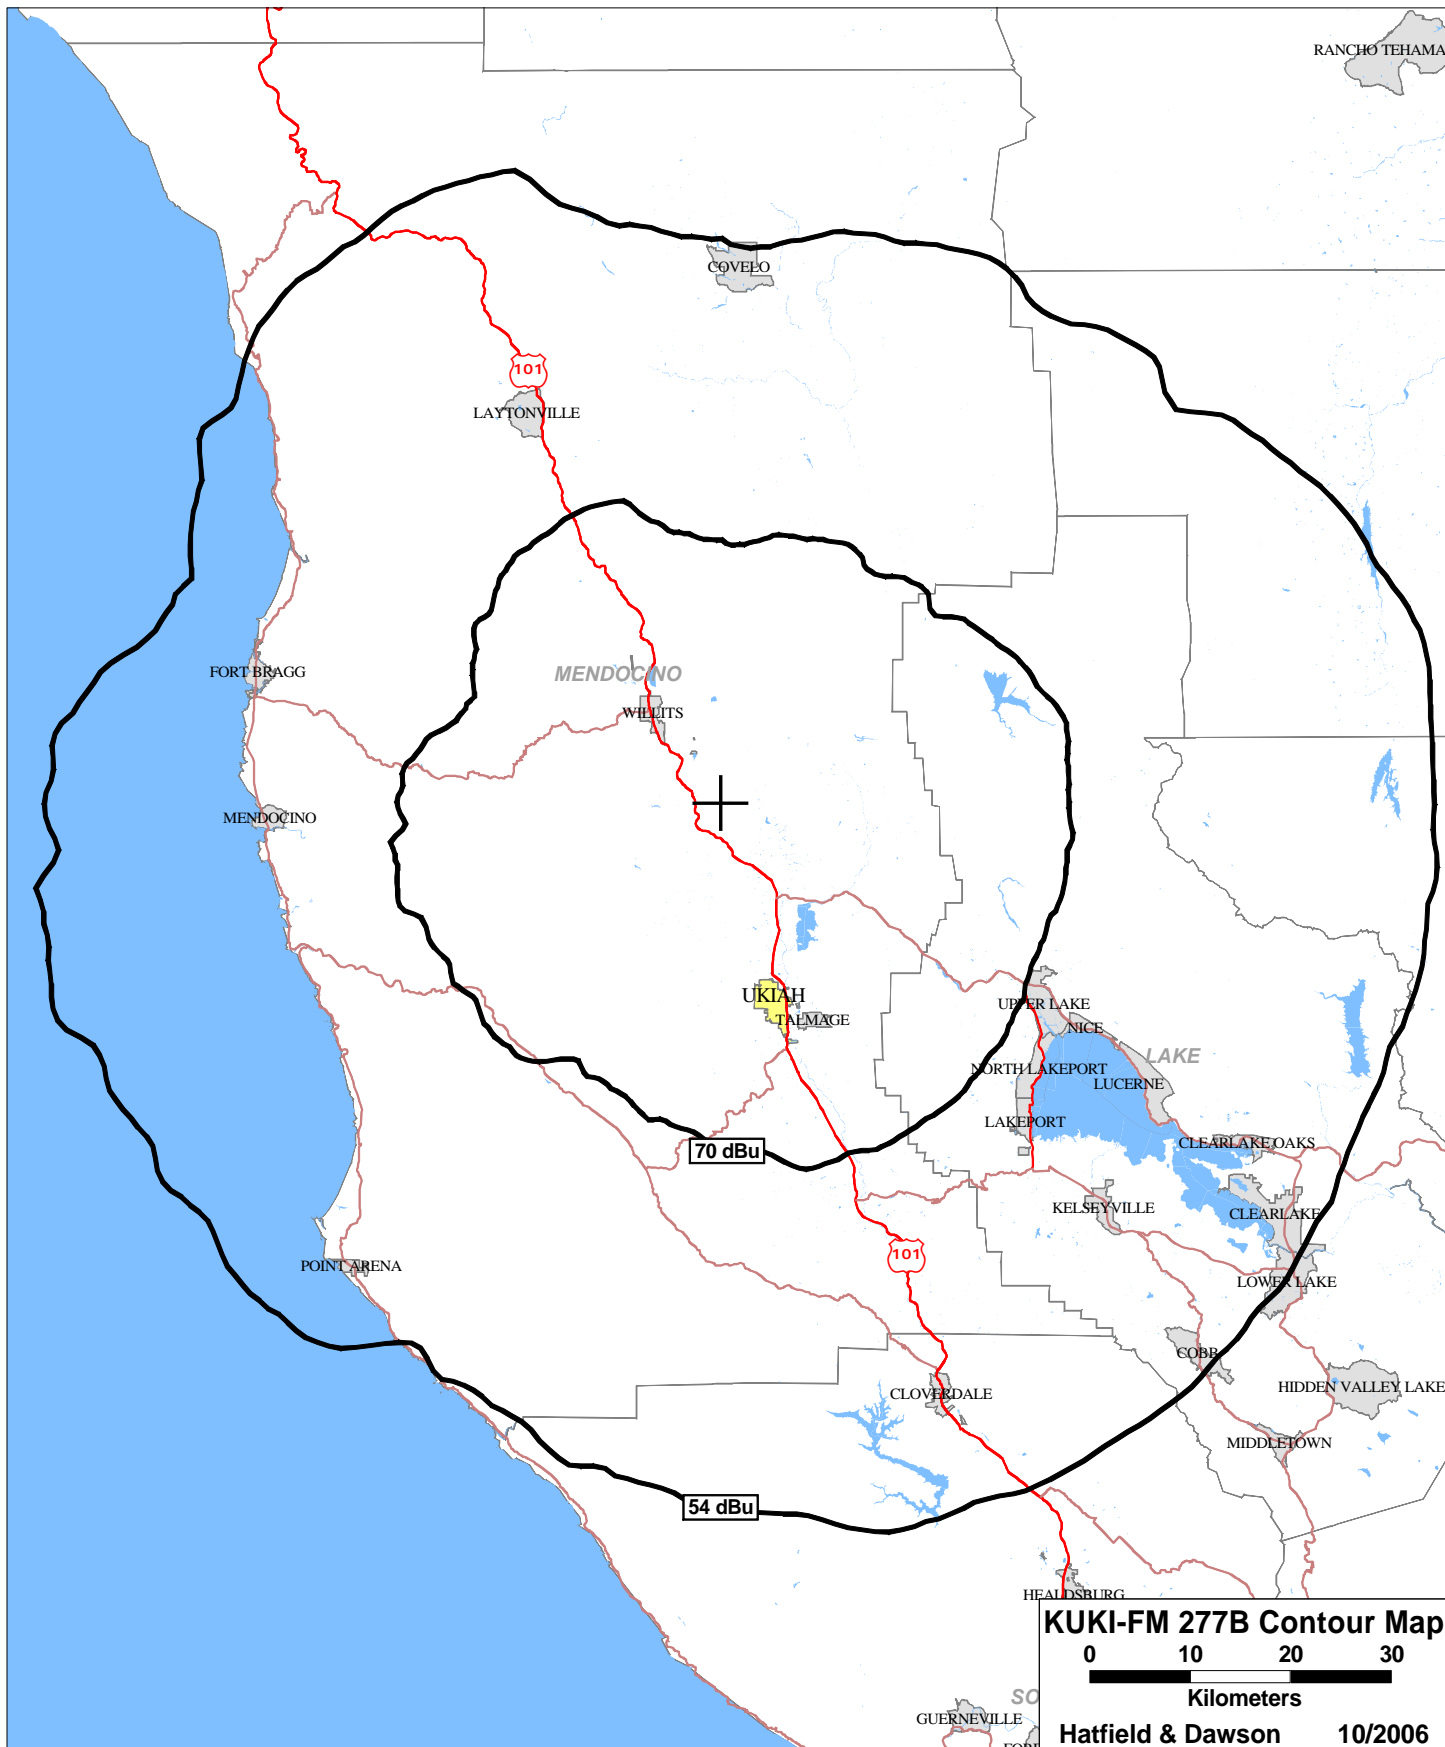 RANCHO TEHAMA
COVELO
101
LAYTONVILLE
FORT BRAGG
MENDOCINO
WILLITS
MENDOCINO
UKIAH
TALMAGE
UPPER LAKE
NICE
LAKE
NORTH LAKEPORT
LUCERNE
LAKEPORT
CLEARLAKE OAKS
70 dBu
KELSEYVILLE
CLEARLAKE
101
POINT ARENA
LOWER LAKE
COBB
HIDDEN VALLEY LAKE
CLOVERDALE
MIDDLETOWN
54 dBu
HEALDSBURG
KUKI-FM 277B Contour Map
0 10 20 30
Kilometers
SO
GUERNEVILLE
Hatfield & Dawson 10/2006